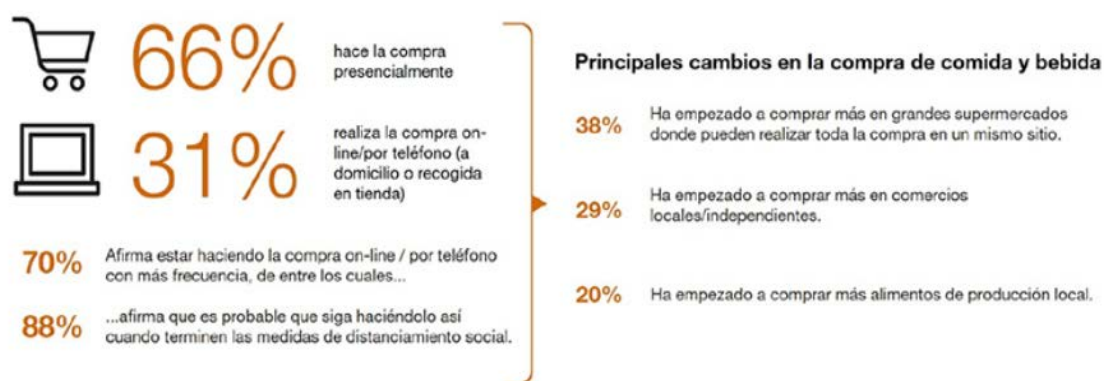 66%
hace la compra
presencialmente
31%
realiza la compra on-
line/por teléfono (a
domicilio o recogida
en tienda)
70%
Afirma estar haciendo la compra on-line / por teléfono
con más frecuencia, de entre los cuales...
88%
...afirma que es probable que siga haciéndolo así
cuando terminen las medidas de distanciamiento social.
Principales cambios en la compra de comida y bebida
38%
Ha empezado a comprar más en grandes supermercados
donde pueden realizar toda la compra en un mismo sitio.
29%
Ha empezado a comprar más en comercios
locales/independientes.
20%
Ha empezado a comprar más alimentos de producción local.